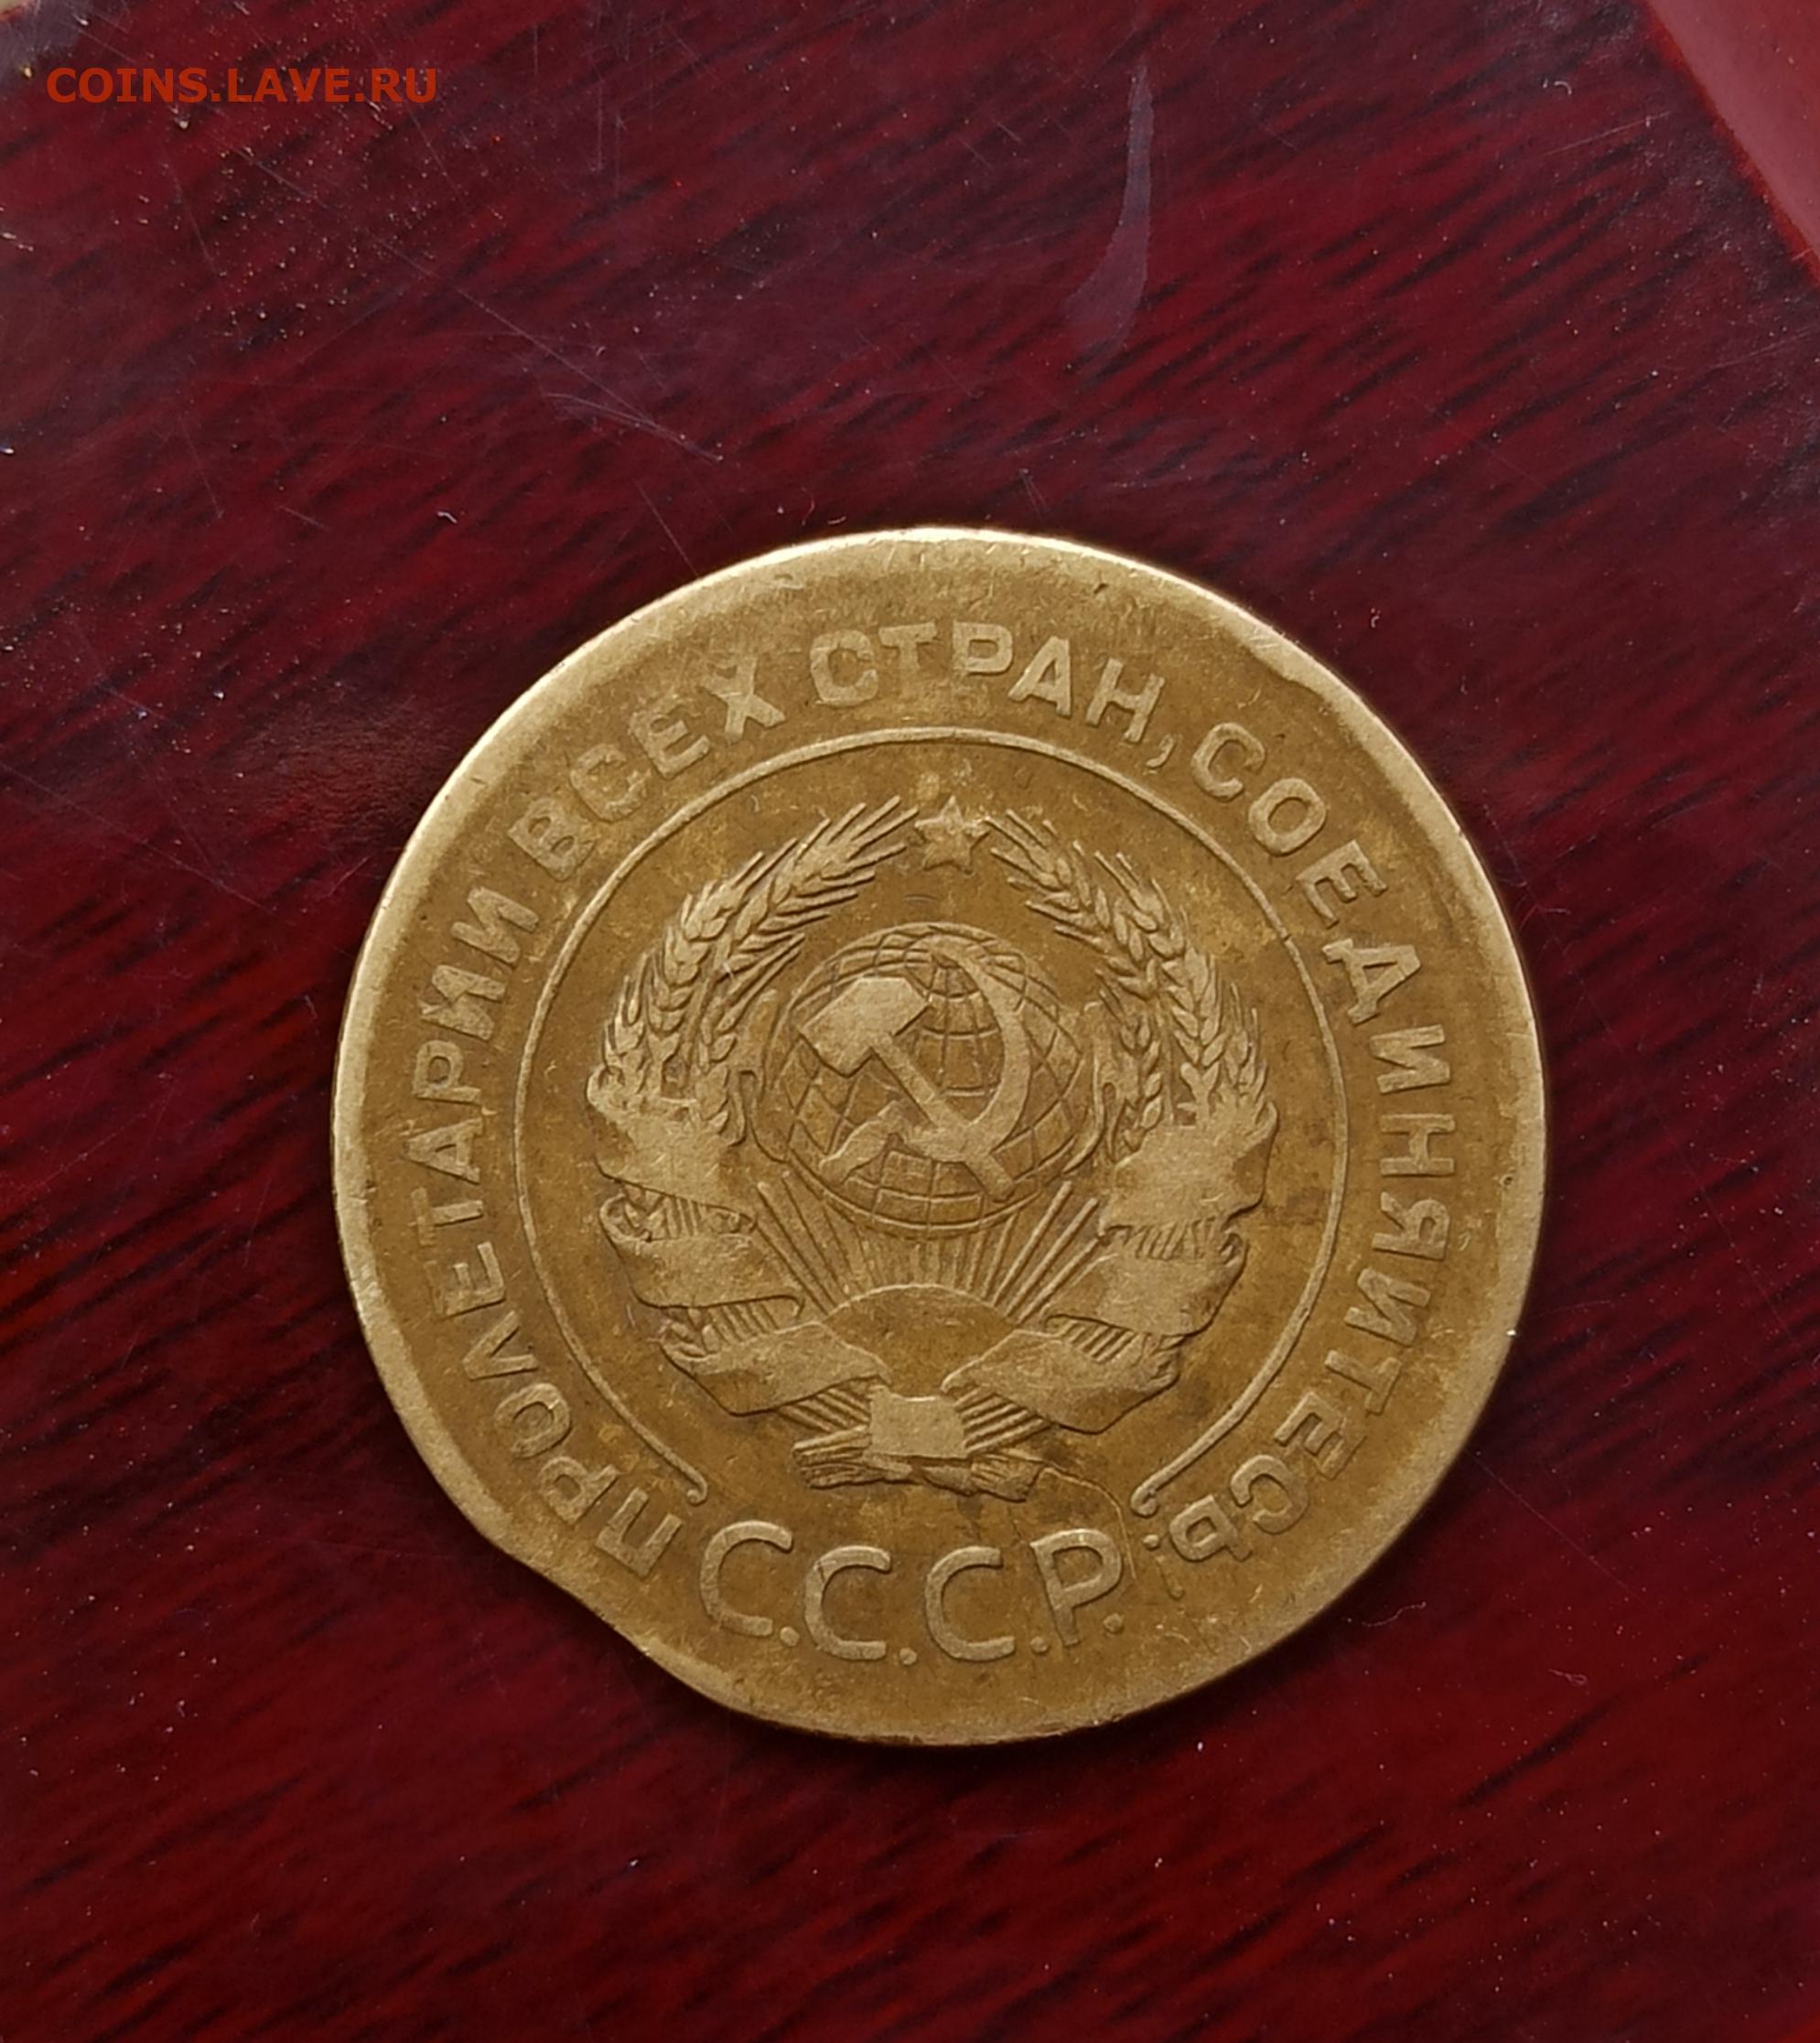 COINS.LAVE.RU
ПРОЛЕТАРИИ ВСЕХ СТРАН, СОЕДИНЯЙТЕСЬ!
С.С.С.Р.